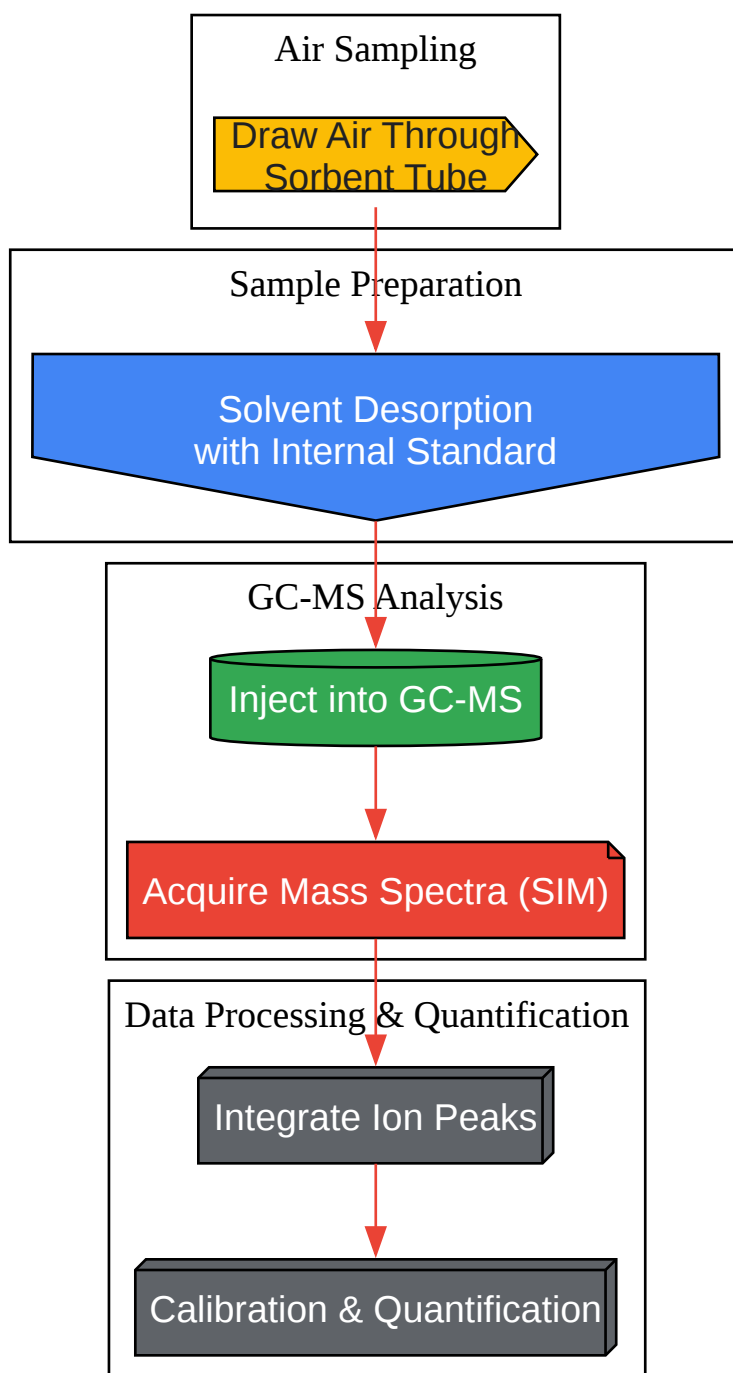 Air Sampling
Draw Air Through
Sorbent Tube
Sample Preparation
Solvent Desorption
with Internal Standard
GC-MS Analysis
Inject into GC-MS
Acquire Mass Spectra (SIM)
Data Processing & Quantification
Integrate Ion Peaks
Calibration & Quantification